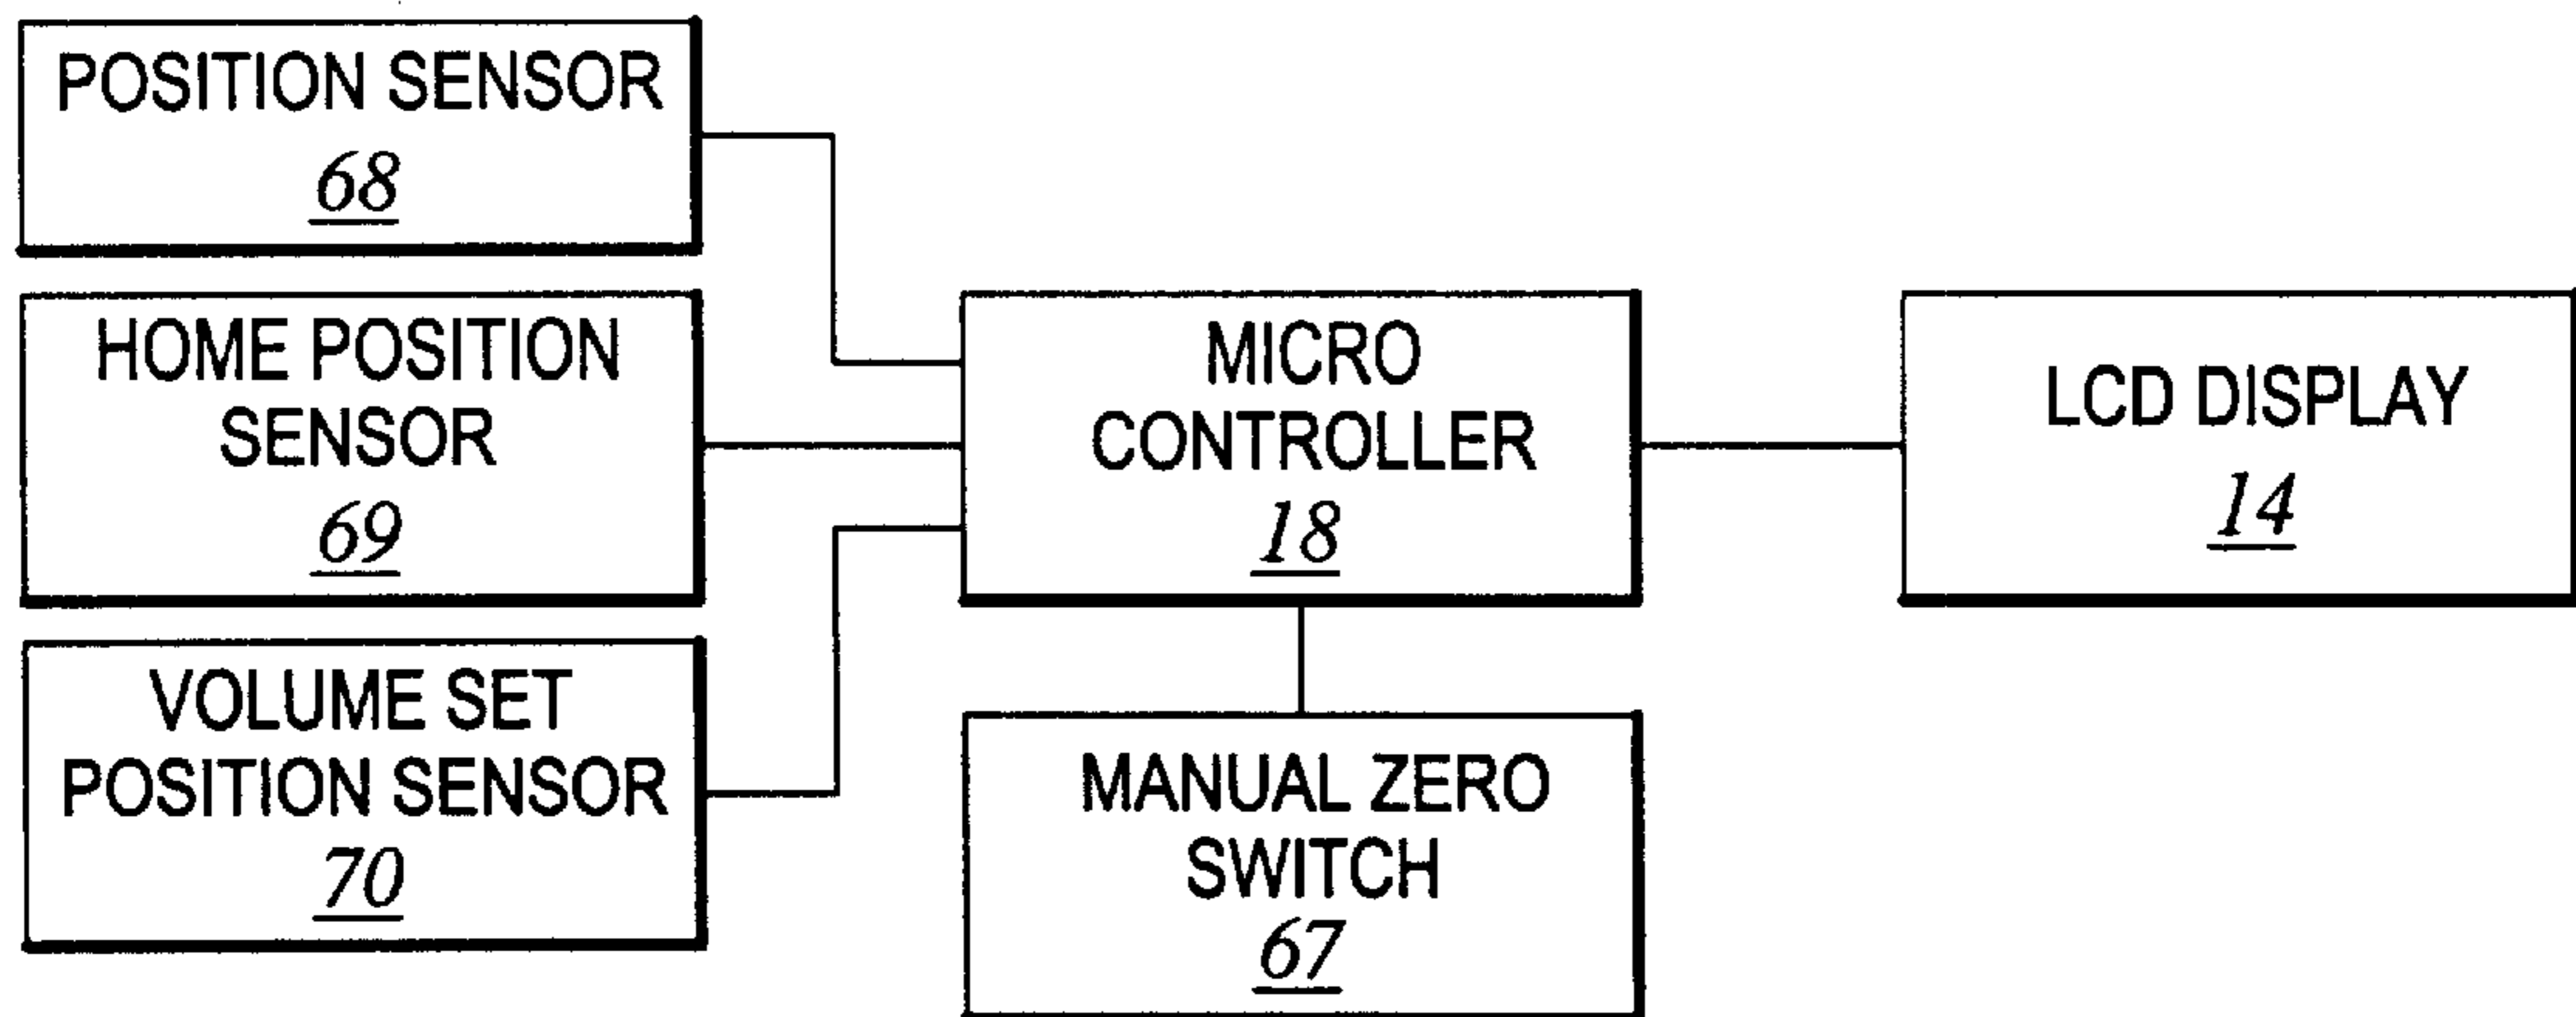 POSITION SENSOR
68
HOME POSITION
SENSOR
69
VOLUME SET
POSITION SENSOR
70
MICRO
CONTROLLER
18
MANUAL ZERO
SWITCH
67
LCD DISPLAY
14